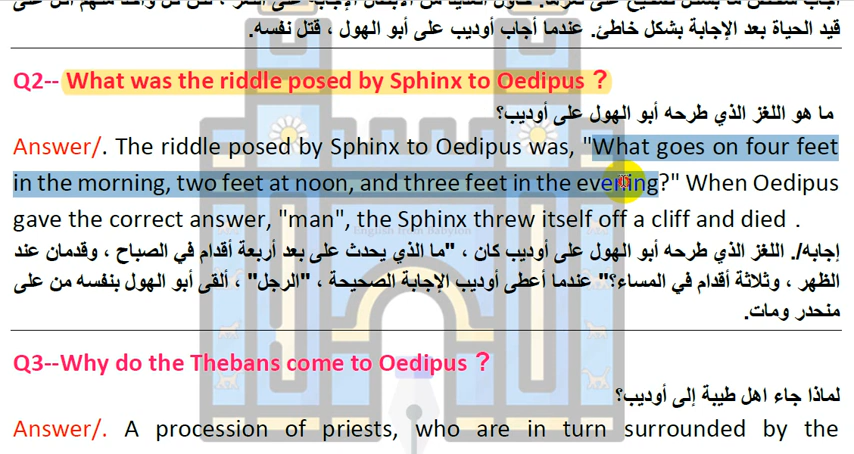 قيد الحياة بعد الإجابة بشكل خاطئ. عندما أجاب أوديب على أبو الهول ، قتل نفسه.
Q2-- What was the riddle posed by Sphinx to Oedipus ?
ما هو اللغز الذي طرحه أبو الهول على أوديب؟
Answer/. The riddle posed by Sphinx to Oedipus was, "What goes on four feet
in the morning, two feet at noon, and three feet in the evening?" When Oedipus
gave the correct answer, "man", the Sphinx threw itself off a cliff and died .
إجابه/. اللغز الذي طرحه أبو الهول على أوديب كان ، "ما الذي يحدث على بعد أربعة أقدام في الصباح ، وقدمان عند
الظهر ، وثلاثة أقدام في المساء؟" عندما أعطى أوديب الإجابة الصحيحة ، "الرجل" ، ألقى أبو الهول بنفسه من على
منحدر ومات.
Q3--Why do the Thebans come to Oedipus ?
لماذا جاء اهل طيبة إلى أوديب؟
Answer/. A procession of priests, who are in turn surrounded by the